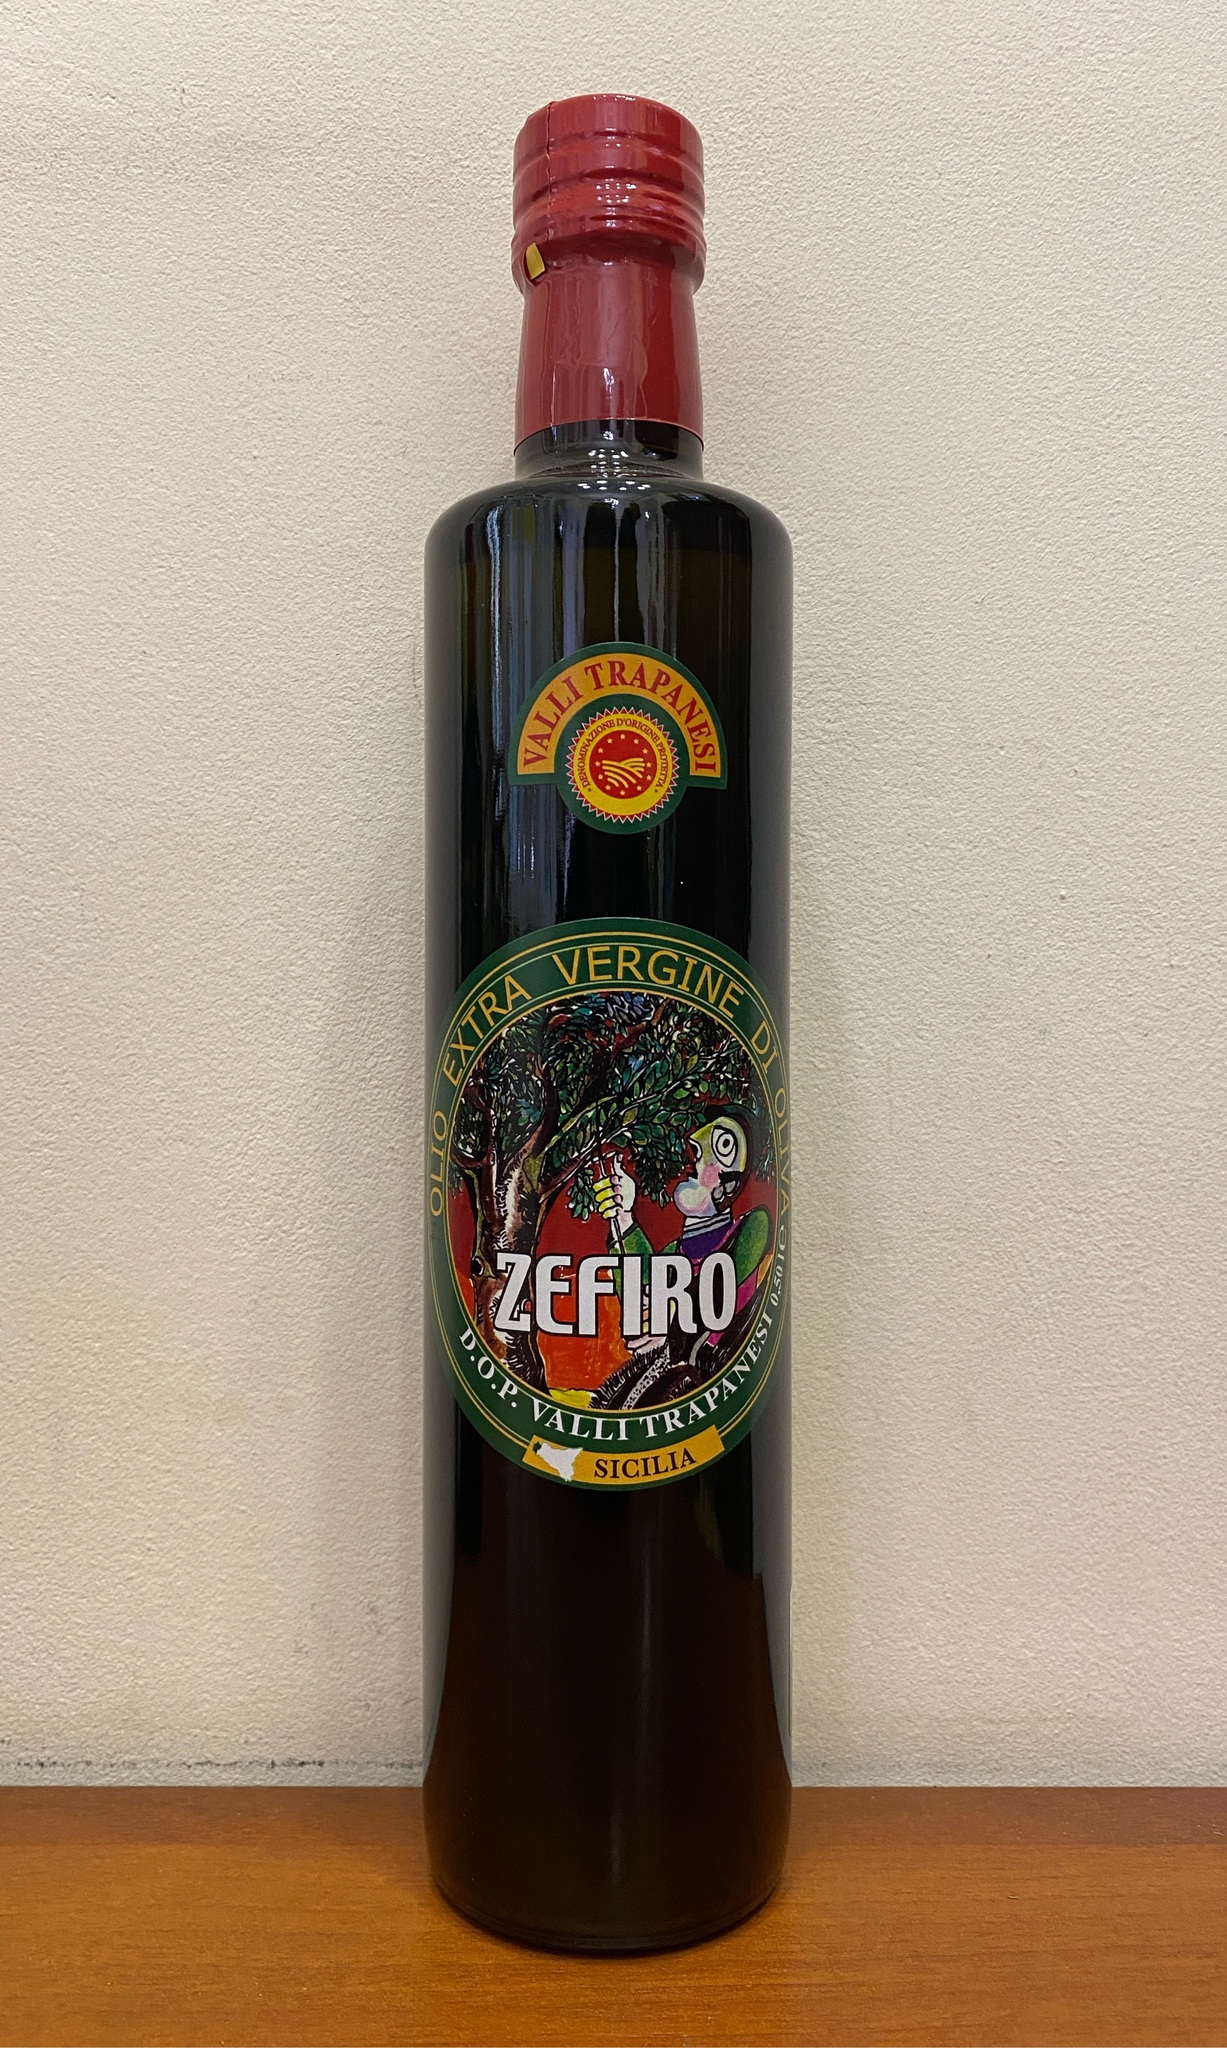 VALLI TRAPANESI
DENOMINAZIONE D'ORIGINE PROTETTA
OLIO EXTRA VERGINE DI OLIVA
ZEFIRO
D.O.P. VALLI TRAPANESI 0,50 l℮
SICILIA